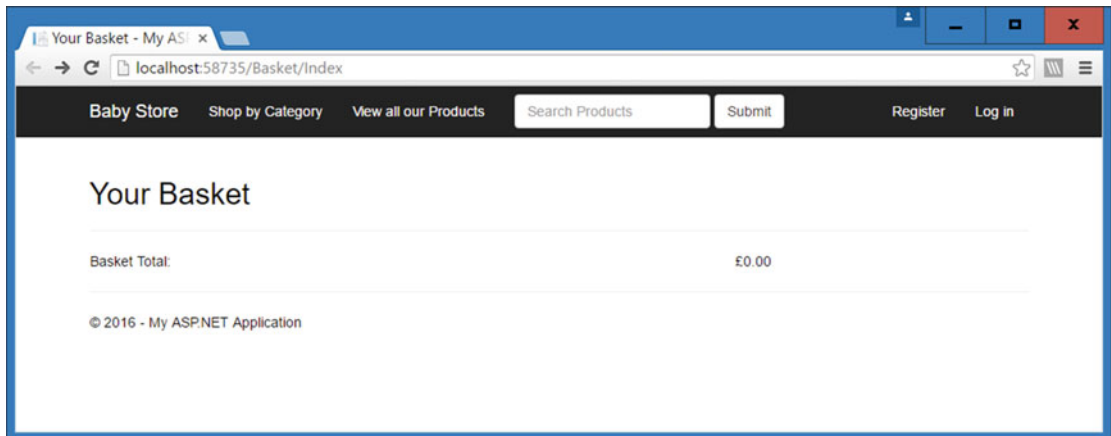 Your Basket - My AS
localhost:58735/Basket/Index
Baby Store Shop by Category View all our Products Search Products Submit Register Log in
Your Basket
Basket Total: £0.00
© 2016 - My ASP.NET Application